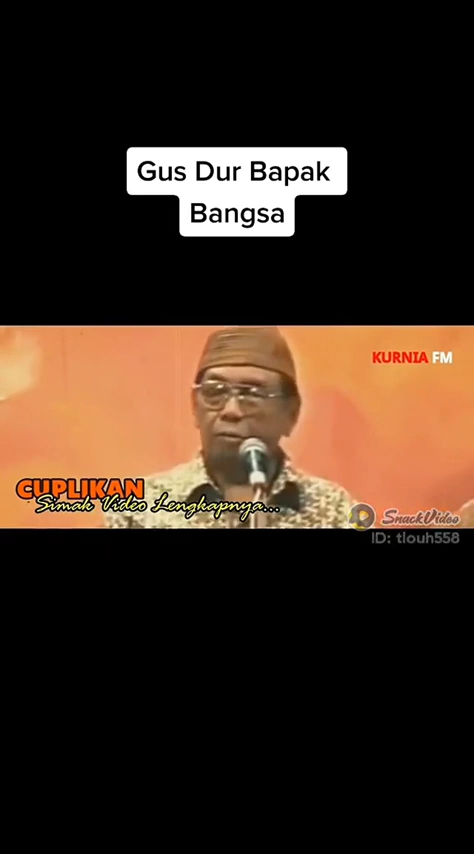 Gus Dur Bapak
Bangsa
KURNIA FM
CUPLIKAN
Simak Video Lengkapnya...
SnackVideo
ID: tlouh558